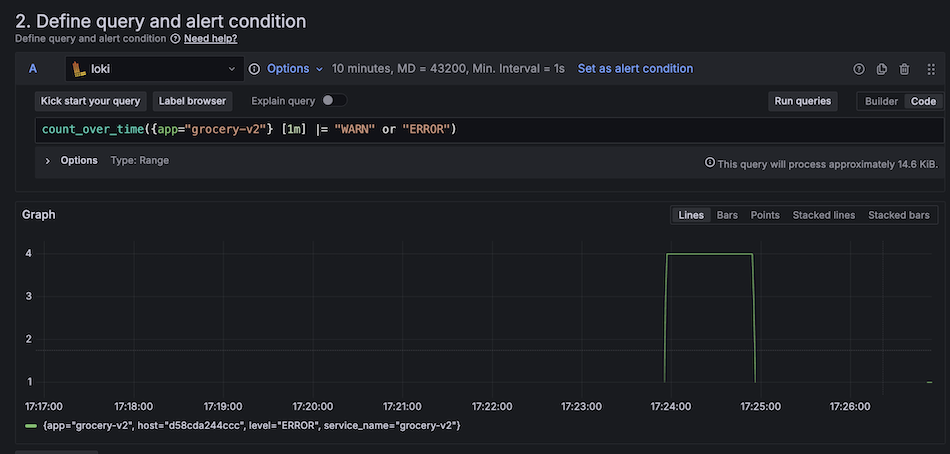 2. Define query and alert condition
Define query and alert condition Need help?
A loki Options 10 minutes, MD = 43200, Min. Interval = 1s Set as alert condition
Kick start your query Label browser Explain query Run queries Builder Code
count_over_time({app="grocery-v2"} [1m] |= "WARN" or "ERROR")
Options Type: Range This query will process approximately 14.6 KiB.
Graph Lines Bars Points Stacked lines Stacked bars
4
3
2
1
17:17:00 17:18:00 17:19:00 17:20:00 17:21:00 17:22:00 17:23:00 17:24:00 17:25:00 17:26:00
{app="grocery-v2", host="d58cda244ccc", level="ERROR", service_name="grocery-v2"}